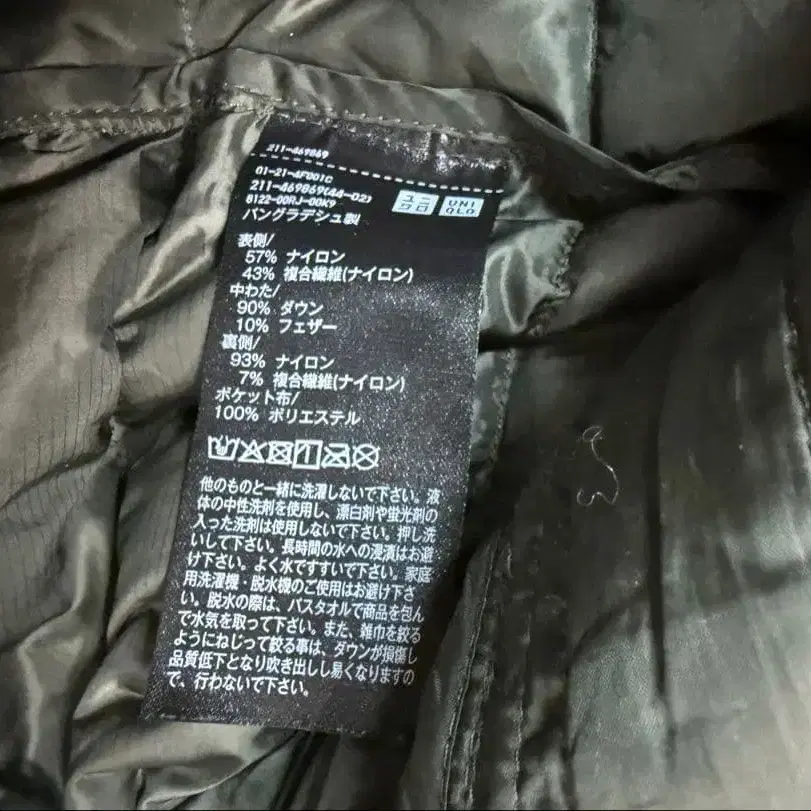 211-469869
01-21-4F001C
211-469869(44-02)
8122-00RJ-00K9
バングラデシュ製
ユニクロ
UNIQLO
表側/
57% ナイロン
43% 複合繊維(ナイロン)
中わた/
90% ダウン
10% フェザー
裏側/
93% ナイロン
7% 複合繊維(ナイロン)
ポケット布/
100% ポリエステル
他のものと一緒に洗濯しないで下さい。液
体の中性洗剤を使用し、漂白剤や蛍光剤の
入った洗剤は使用しないで下さい。押し洗
いして下さい。長時間の水への浸漬はお避
け下さい。よく水ですすいで下さい。家庭
用洗濯機・脱水機のご使用はお避け下さ
い。脱水の際は、バスタオルで商品を包ん
で水気を取って下さい。また、雑巾を絞る
ようにねじって絞る事は、ダウンが損傷し
品質低下となり吹き出しし易くなりますの
で、行わないで下さい。